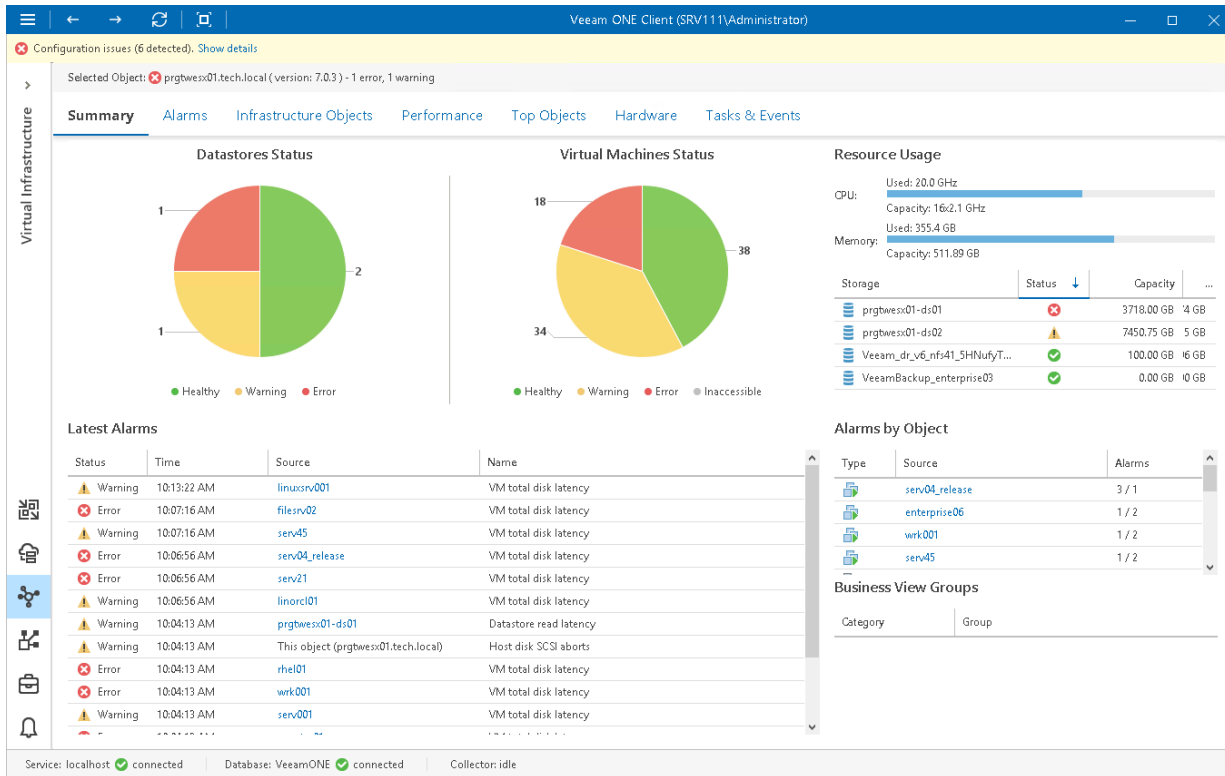 Veeam ONE Client (SRV111\Administrator)
Configuration issues (6 detected). Show details
Selected Object: prgtwesx01.tech.local ( version: 7.0.3 ) - 1 error, 1 warning
Virtual Infrastructure
Summary Alarms Infrastructure Objects Performance Top Objects Hardware Tasks & Events
Datastores Status
1
2
1
Healthy Warning Error
Virtual Machines Status
18
38
34
Healthy Warning Error Inaccessible
Resource Usage
Used: 20.0 GHz
CPU:
Capacity: 16x2.1 GHz
Used: 355.4 GB
Memory:
Capacity: 511.89 GB
Storage Status Capacity ...
prgtwesx01-ds01 3718.00 GB '4 GB
prgtwesx01-ds02 7450.75 GB 5 GB
Veeam_dr_v6_nfs41_5HNufyT... 100.00 GB GB
VeeamBackup_enterprise03 0.00 GB GB
Latest Alarms
Status Time Source Name
Warning 10:13:22 AM linuxsrv001 VM total disk latency
Error 10:07:16 AM filesrv02 VM total disk latency
Warning 10:07:16 AM serv45 VM total disk latency
Error 10:06:56 AM serv04_release VM total disk latency
Error 10:06:56 AM serv21 VM total disk latency
Warning 10:06:56 AM linorcl01 VM total disk latency
Warning 10:04:13 AM prgtwesx01-ds01 Datastore read latency
Warning 10:04:13 AM This object (prgtwesx01.tech.local) Host disk SCSI aborts
Error 10:04:13 AM rhel01 VM total disk latency
Error 10:04:13 AM wrk001 VM total disk latency
Warning 10:04:13 AM serv001 VM total disk latency
Alarms by Object
Type Source Alarms
serv04_release 3 / 1
enterprise06 1 / 2
wrk001 1 / 2
serv45 1 / 2
Business View Groups
Category Group
Service: localhost connected Database: VeeamONE connected Collector: idle